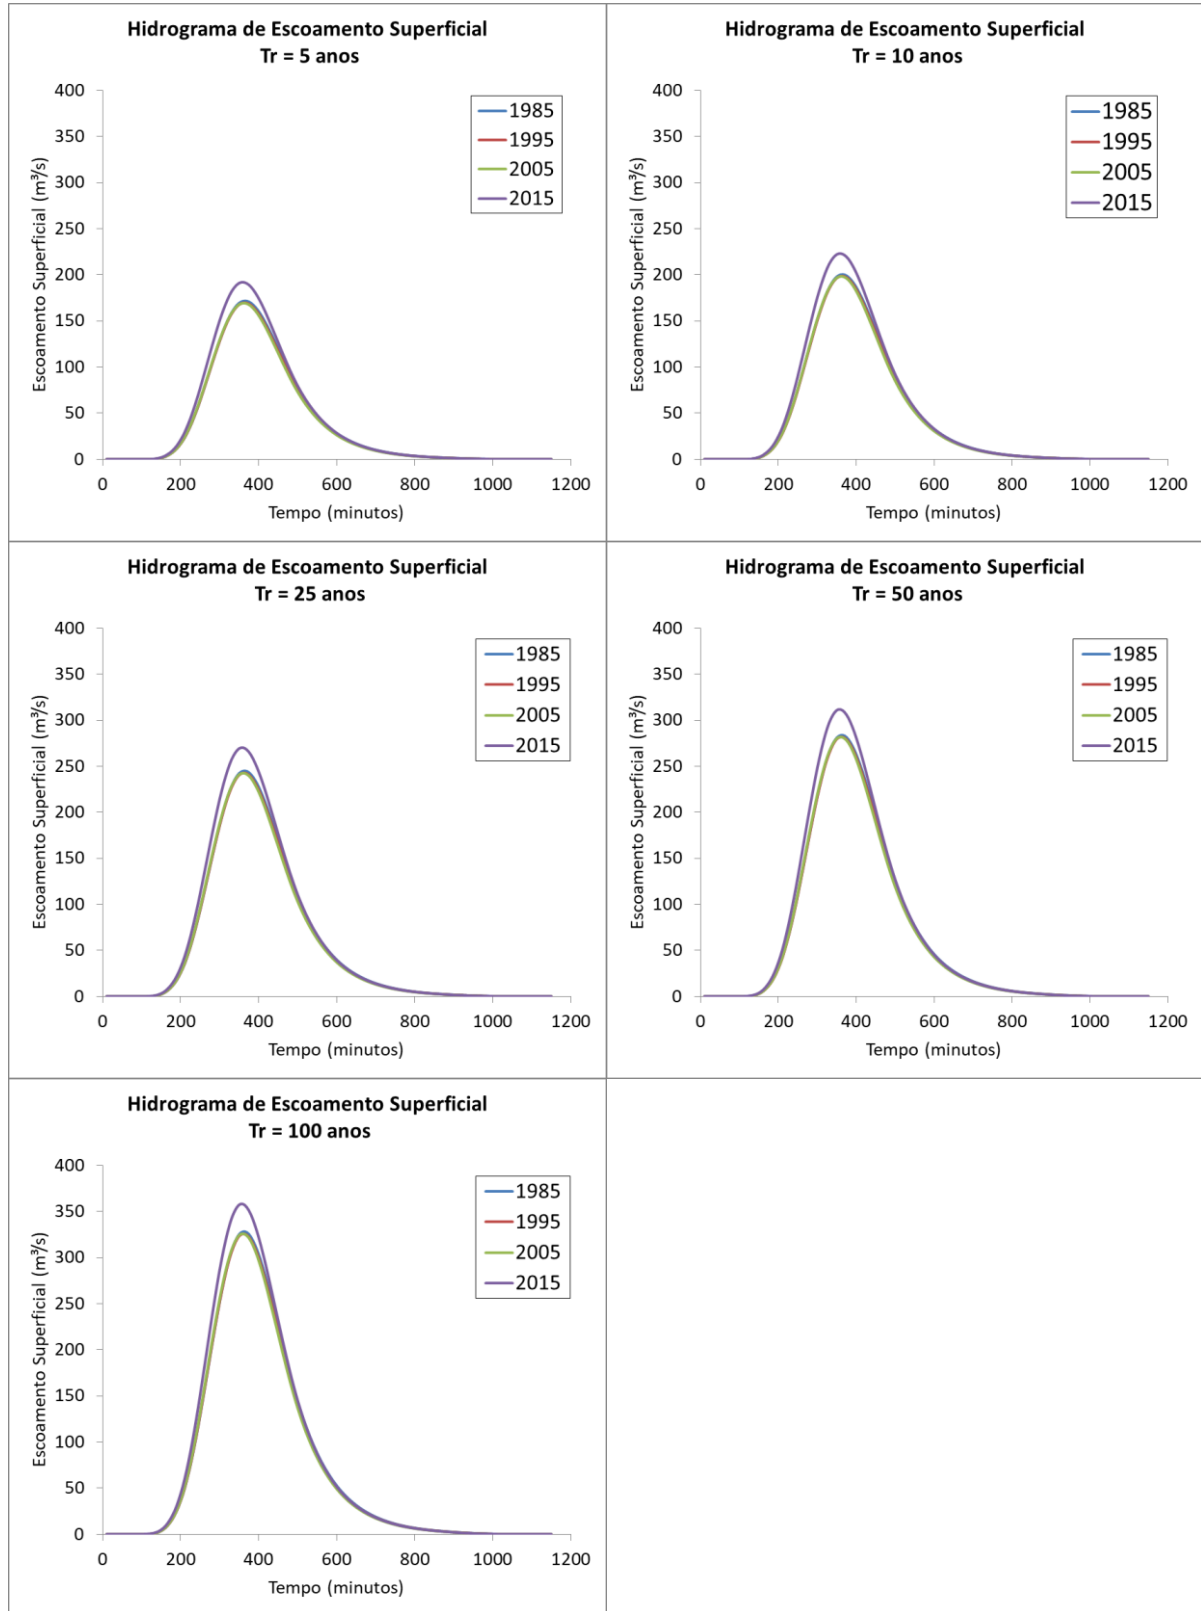 Hidrograma de Escoamento Superficial
Tr = 5 anos
Escoamento Superficial (m³/s)
400
350
300
250
200
150
100
50
0
1985
1995
2005
2015
0 200 400 600 800 1000 1200
Tempo (minutos)
Hidrograma de Escoamento Superficial
Tr = 10 anos
Escoamento Superficial (m³/s)
400
350
300
250
200
150
100
50
0
1985
1995
2005
2015
0 200 400 600 800 1000 1200
Tempo (minutos)
Hidrograma de Escoamento Superficial
Tr = 25 anos
Escoamento Superficial (m³/s)
400
350
300
250
200
150
100
50
0
1985
1995
2005
2015
0 200 400 600 800 1000 1200
Tempo (minutos)
Hidrograma de Escoamento Superficial
Tr = 50 anos
Escoamento Superficial (m³/s)
400
350
300
250
200
150
100
50
0
1985
1995
2005
2015
0 200 400 600 800 1000 1200
Tempo (minutos)
Hidrograma de Escoamento Superficial
Tr = 100 anos
Escoamento Superficial (m³/s)
400
350
300
250
200
150
100
50
0
1985
1995
2005
2015
0 200 400 600 800 1000 1200
Tempo (minutos)